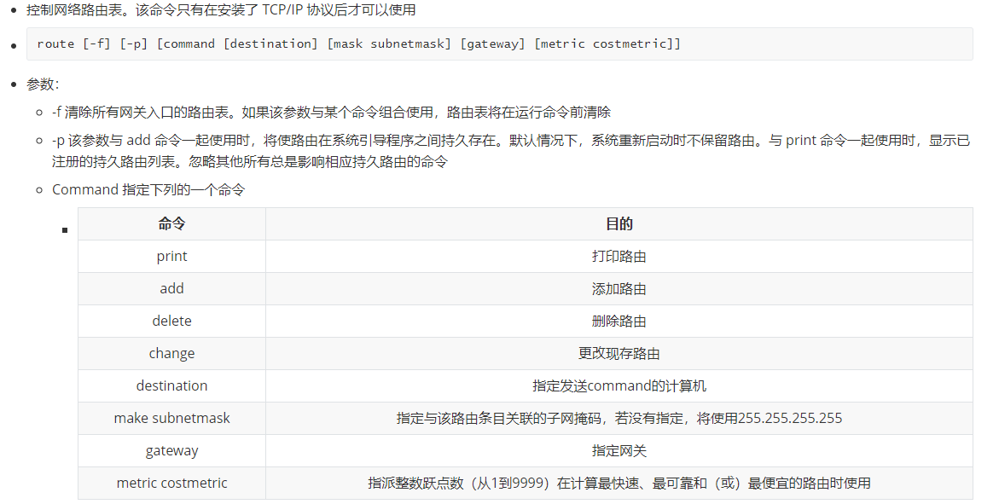 控制网络路由表。该命令只有在安装了 TCP/IP 协议后才可以使用
route [-f] [-p] [command [destination] [mask subnetmask] [gateway] [metric costmetric]]
参数：
-f 清除所有网关入口的路由表。如果该参数与某个命令组合使用，路由表将在运行命令前清除
-p 该参数与 add 命令一起使用时，将使路由在系统引导程序之间持久存在。默认情况下，系统重新启动时不保留路由。与 print 命令一起使用时，显示已
注册的持久路由列表。忽略其他所有总是影响相应持久路由的命令
Command 指定下列的一个命令
命令 目的
print 打印路由
add 添加路由
delete 删除路由
change 更改现存路由
destination 指定发送command的计算机
make subnetmask 指定与该路由条目关联的子网掩码，若没有指定，将使用255.255.255.255
gateway 指定网关
metric costmetric 指派整数跃点数（从1到9999）在计算最快速、最可靠和（或）最便宜的路由时使用